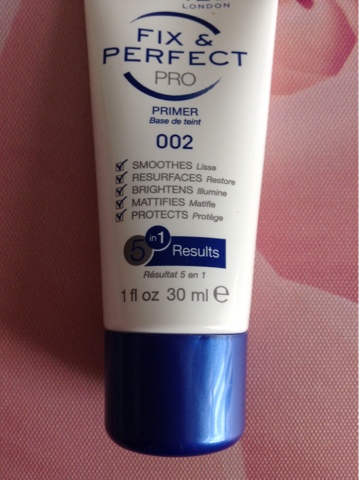 LONDON
FIX &
PERFECT
PRO
PRIMER
Base de teint
002
SMOOTHES Lisse
RESURFACES Restore
BRIGHTENS Illumine
MATTIFIES Matifie
PROTECTS Protège
5 in 1 Results
Résultat 5 en 1
1 fl oz 30 ml e